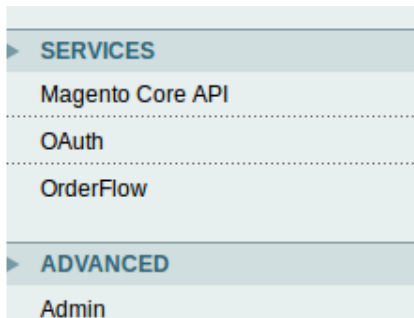 SERVICES
Magento Core API
OAuth
OrderFlow
ADVANCED
Admin